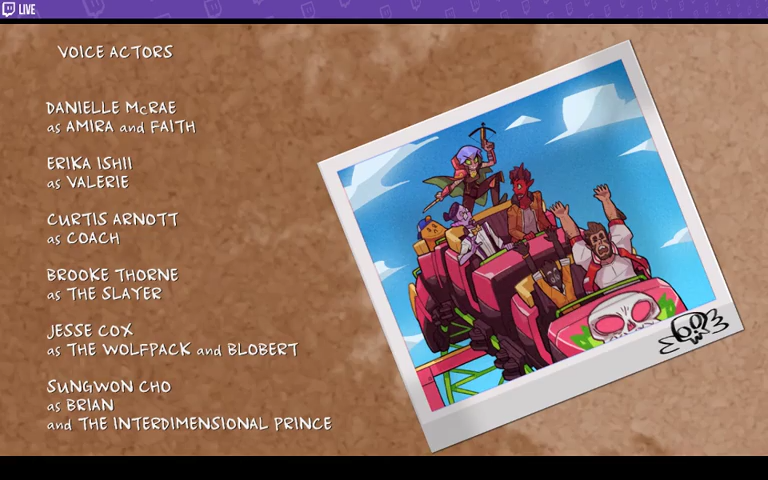 LIVE
VOICE ACTORS
DANIELLE McRAE
as AMIRA and FAITH
ERIKA ISHII
as VALERIE
CURTIS ARNOTT
as COACH
BROOKE THORNE
as THE SLAYER
JESSE COX
as THE WOLFPACK and BLOBERT
SUNGWON CHO
as BRIAN
and THE INTERDIMENSIONAL PRINCE